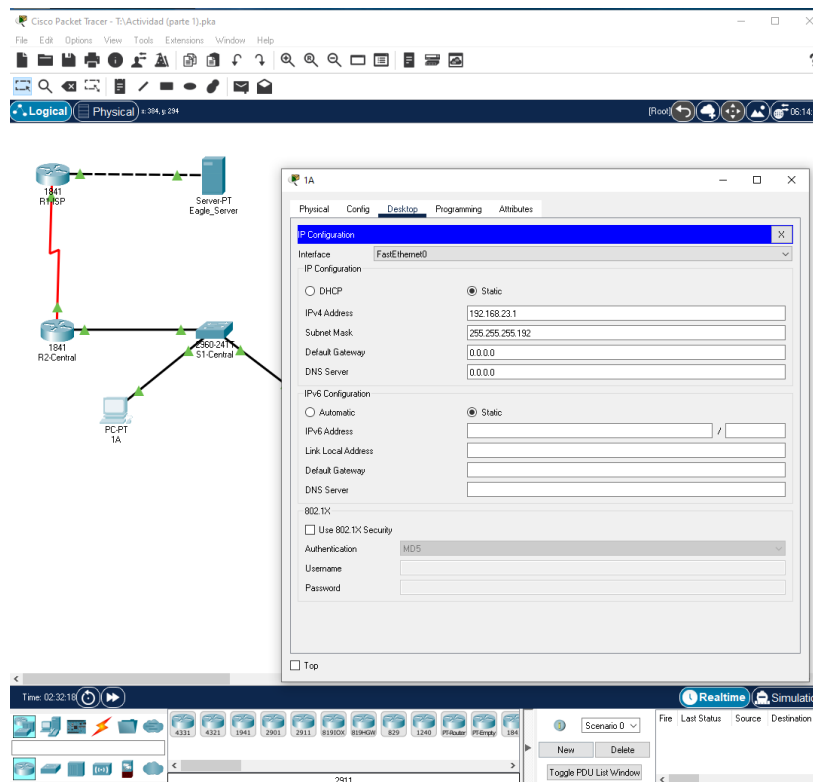 Cisco Packet Tracer - T:\Actividad (parte 1).pka
File Edit Options View Tools Extensions Window Help
Logical Physical x: 384, y: 294 [Root] 06:14:
1841
Server-PT
Eagle_Server
1841
R2-Central
S1-Central
PC-PT
1A
1A
Physical Config Desktop Programming Attributes
IP Configuration X
Interface FastEthernet0
IP Configuration
DHCP Static
IPv4 Address 192.168.23.1
Subnet Mask 255.255.255.192
Default Gateway 0.0.0.0
DNS Server 0.0.0.0
IPv6 Configuration
Automatic Static
IPv6 Address /
Link Local Address
Default Gateway
DNS Server
802.1X
Use 802.1X Security
Authentication MD5
Username
Password
Top
Time: 02:32:18 Realtime Simulati
4331 4321 1941 2901 2911 819IOX 819HGW 829 1240 PT-Router PT-Empty 184
2911
Scenario 0
New Delete
Toggle PDU List Window
Fire Last Status Source Destination